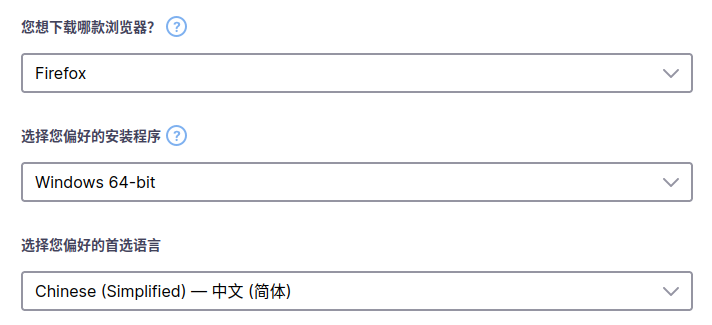 您想下载哪款浏览器？ ?
Firefox
选择您偏好的安装程序 ?
Windows 64-bit
选择您偏好的首选语言
Chinese (Simplified) — 中文 (简体)